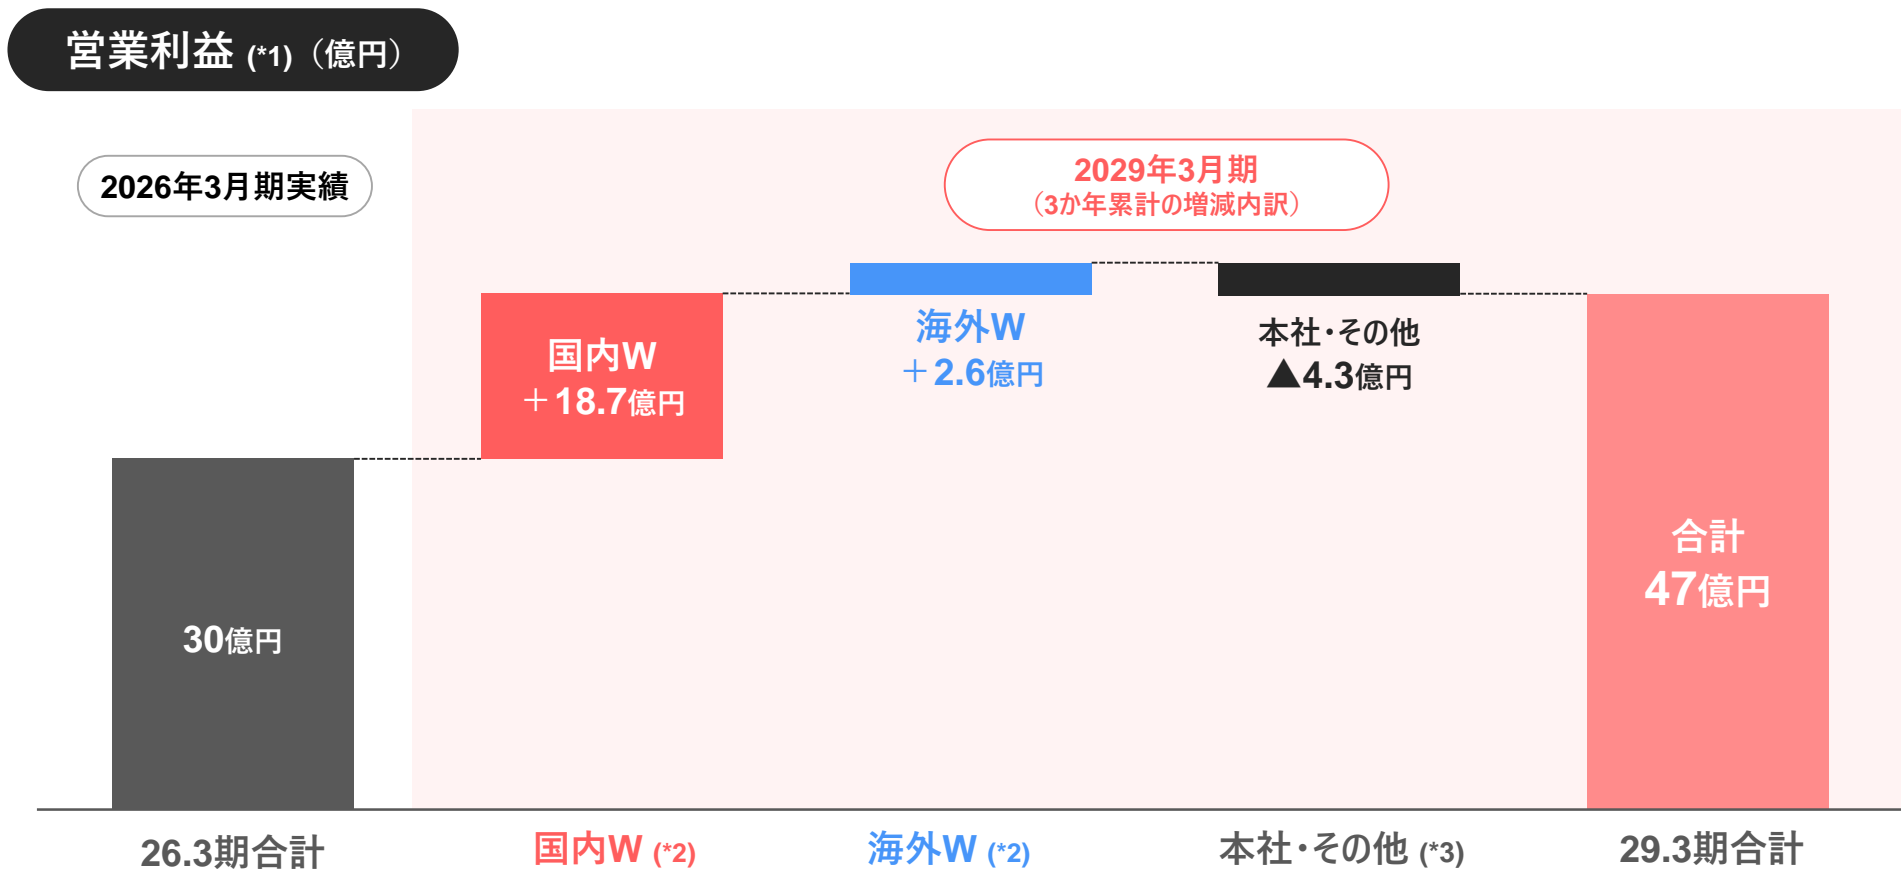 営業利益 (*1)（億円）
2026年3月期実績
2029年3月期
（3か年累計の増減内訳）
国内W
＋18.7億円
海外W
＋2.6億円
本社・その他
▲4.3億円
合計
47億円
30億円
26.3期合計
国内W (*2)
海外W (*2)
本社・その他 (*3)
29.3期合計